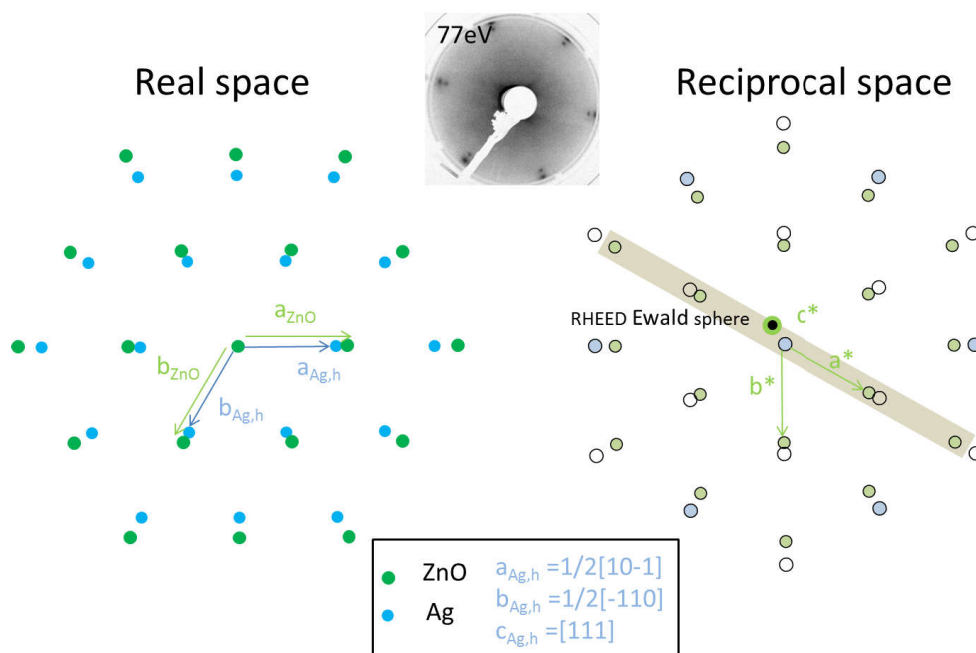 77eV
Real space
Reciprocal space
a_ZnO
a_Ag,h
b_ZnO
b_Ag,h
RHEED Ewald sphere
c*
a*
b*
ZnO
Ag
a_Ag,h =1/2[10-1]
b_Ag,h =1/2[-110]
c_Ag,h =[111]